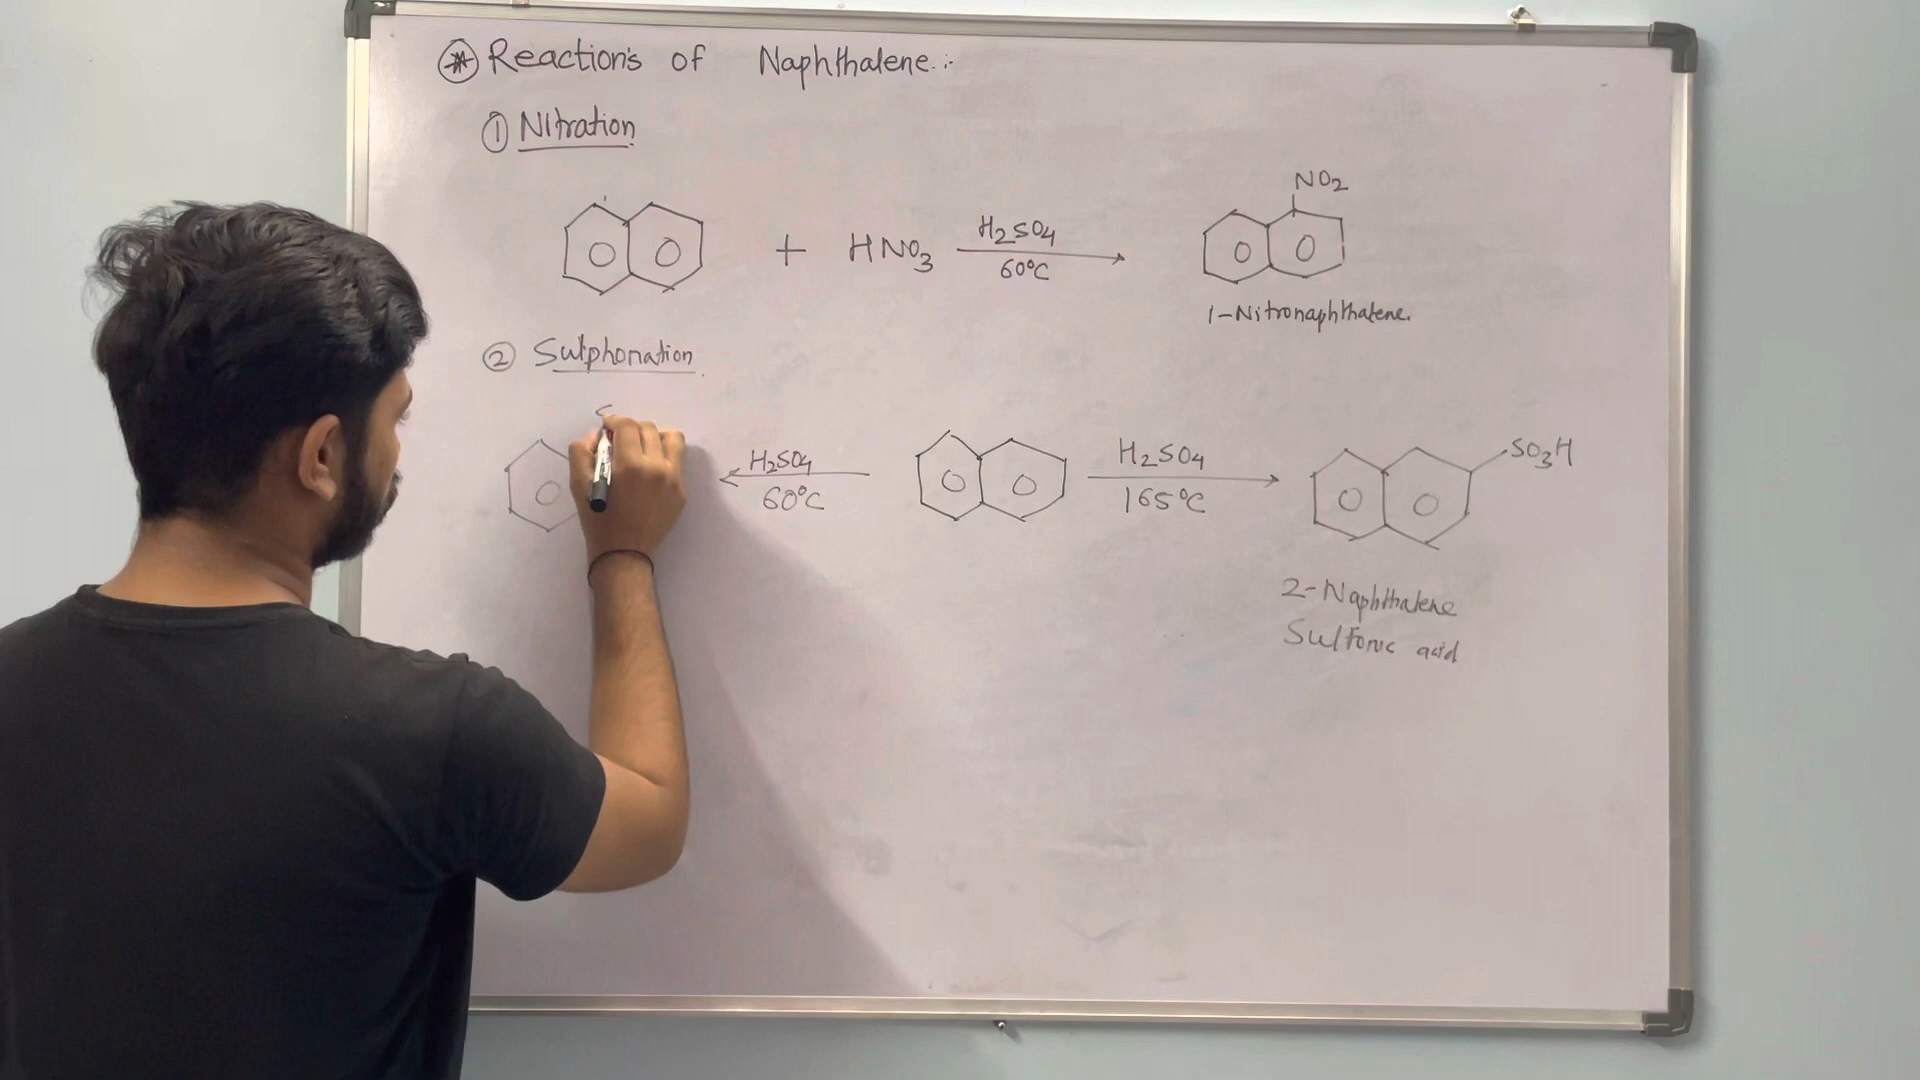 * Reactions of Naphthalene :-
① Nitration
NO2
+ HNO3 H2SO4
60°C
1-Nitronaphthalene.
② Sulphonation
S
H2SO4
60°C
H2SO4
165°C
SO3H
2-Naphthalene
Sulfonic acid